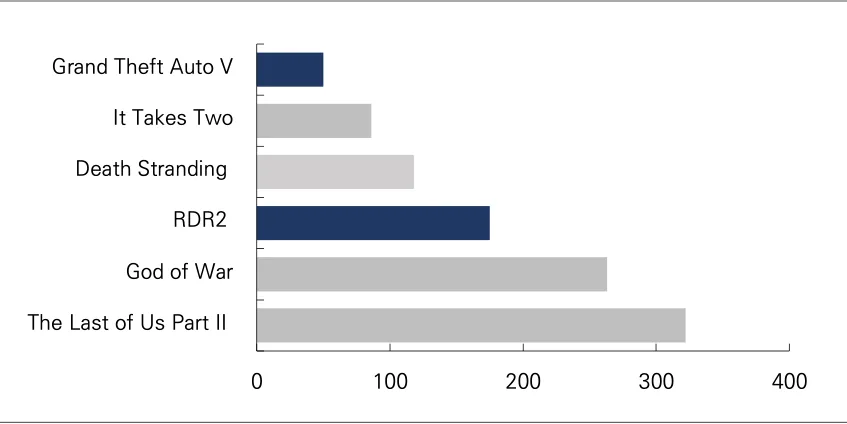 Grand Theft Auto V
It Takes Two
Death Stranding
RDR2
God of War
The Last of Us Part II
0 100 200 300 400